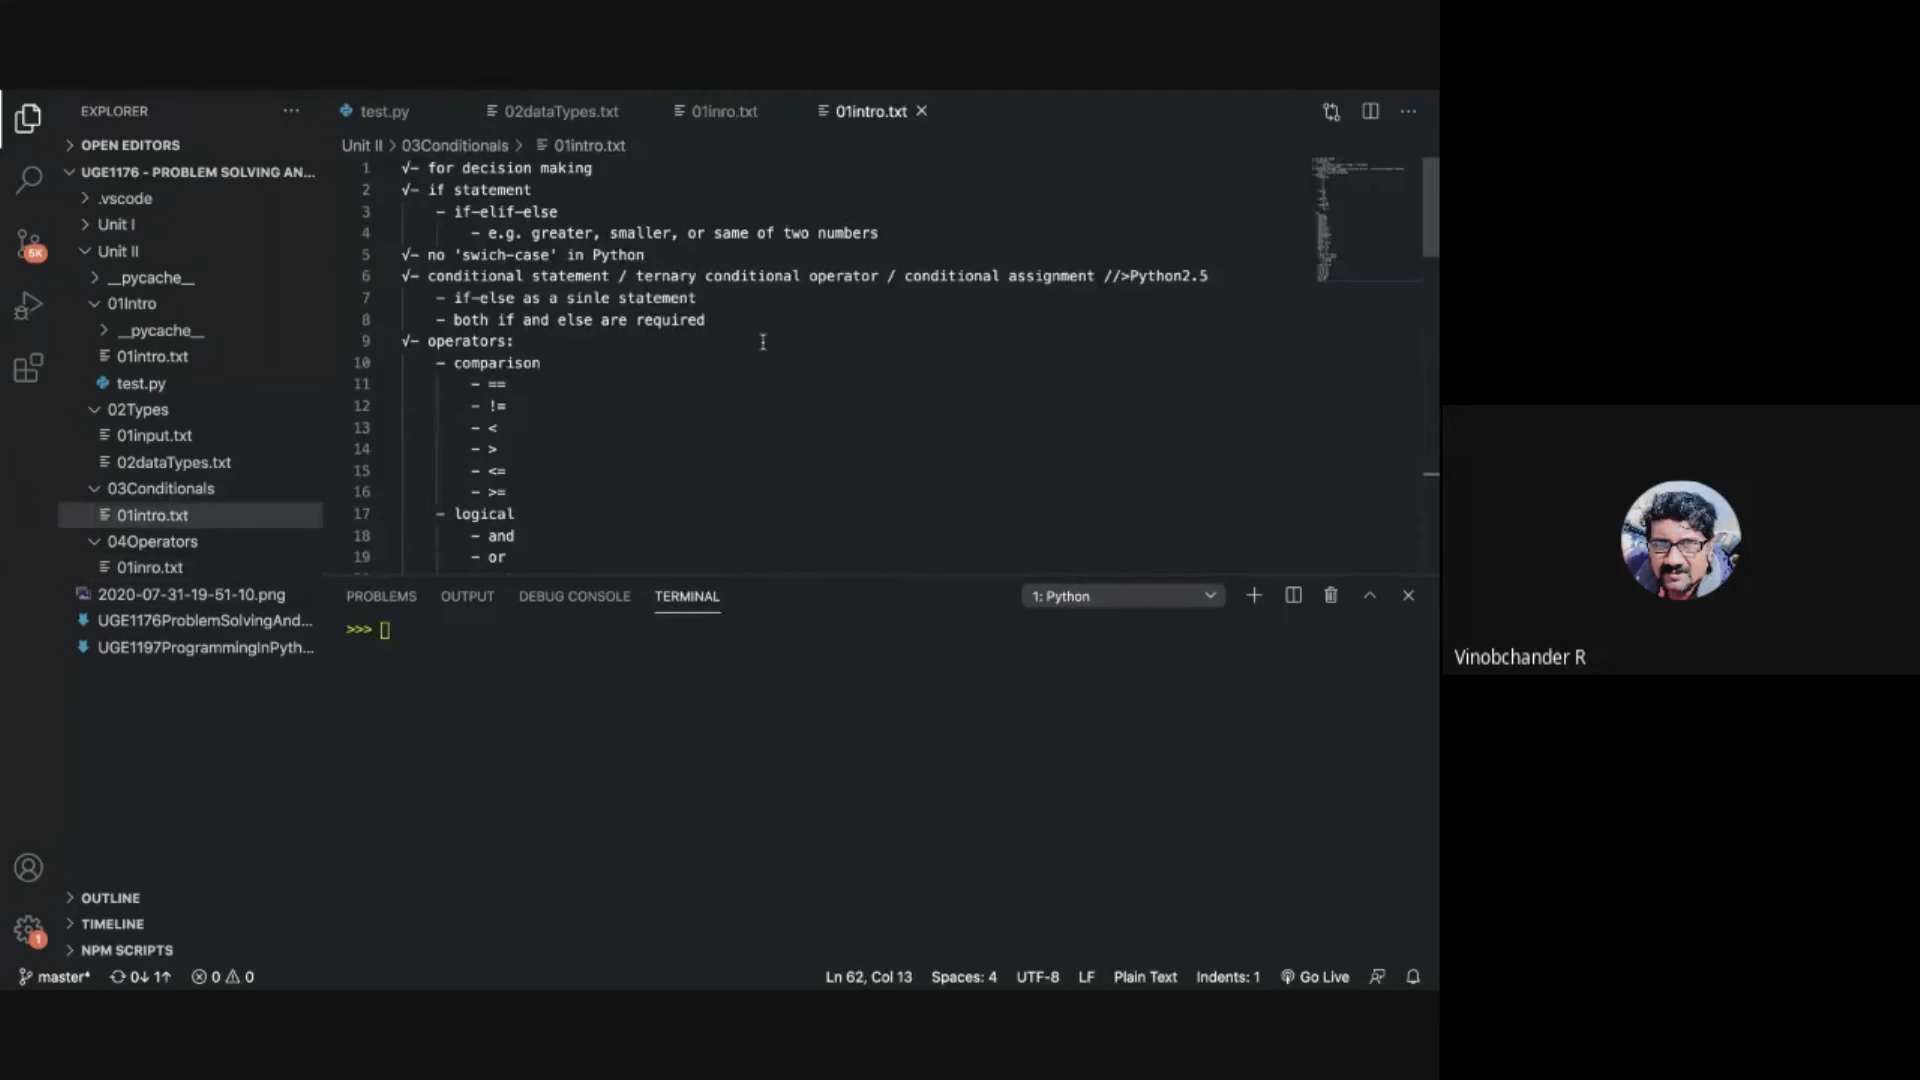 EXPLORER
OPEN EDITORS
UGE1176 - PROBLEM SOLVING AN...
.vscode
Unit I
Unit II
__pycache__
01Intro
__pycache__
01intro.txt
test.py
02Types
01input.txt
02dataTypes.txt
03Conditionals
01intro.txt
04Operators
01inro.txt
2020-07-31-19-51-10.png
UGE1176ProblemSolvingAnd...
UGE1197ProgrammingInPyth...
OUTLINE
TIMELINE
NPM SCRIPTS
5K
1
test.py 02dataTypes.txt 01inro.txt 01intro.txt
Unit II > 03Conditionals > 01intro.txt
1 √- for decision making
2 √- if statement
3 - if-elif-else
4 - e.g. greater, smaller, or same of two numbers
5 √- no 'swich-case' in Python
6 √- conditional statement / ternary conditional operator / conditional assignment //>Python2.5
7 - if-else as a sinle statement
8 - both if and else are required
9 √- operators:
10 - comparison
11 - ==
12 - !=
13 - <
14 - >
15 - <=
16 - >=
17 - logical
18 - and
19 - or
PROBLEMS OUTPUT DEBUG CONSOLE TERMINAL 1: Python
>>>
master* 0↓ 1↑ 0 0 Ln 62, Col 13 Spaces: 4 UTF-8 LF Plain Text Indents: 1 Go Live
Vinobchander R